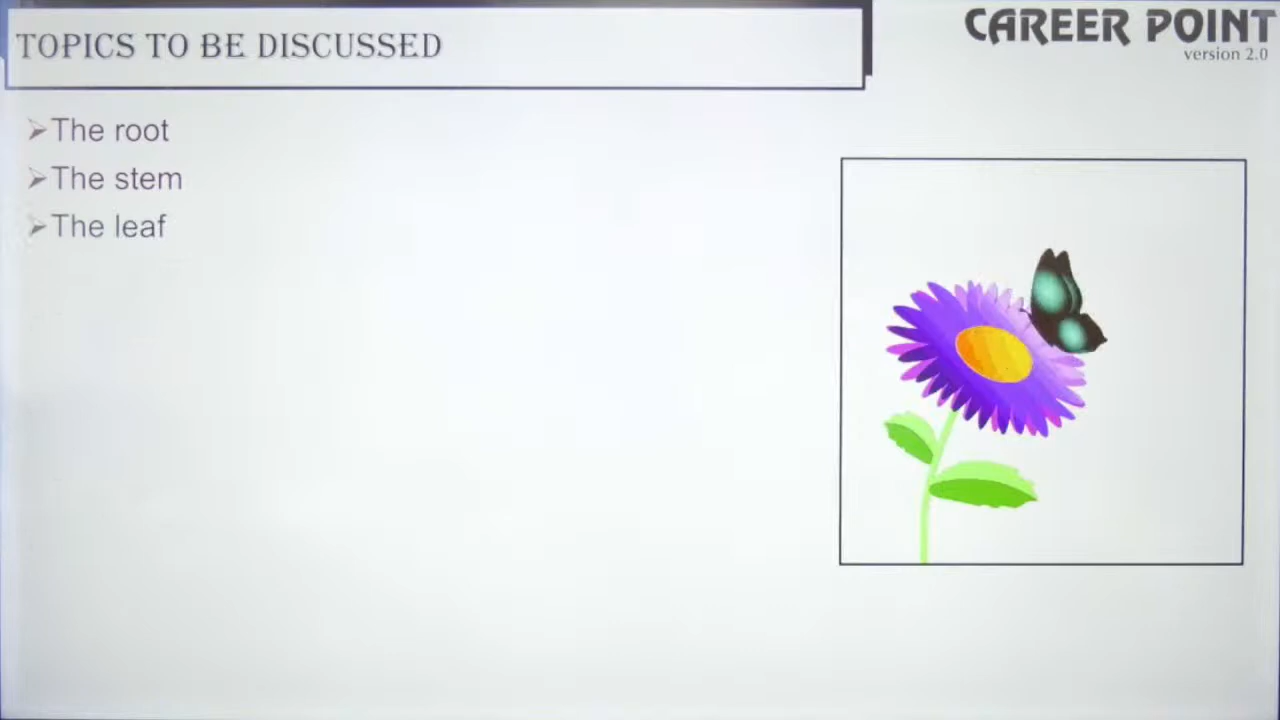 TOPICS TO BE DISCUSSED
CAREER POINT
version 2.0
➢The root
➢The stem
➢The leaf